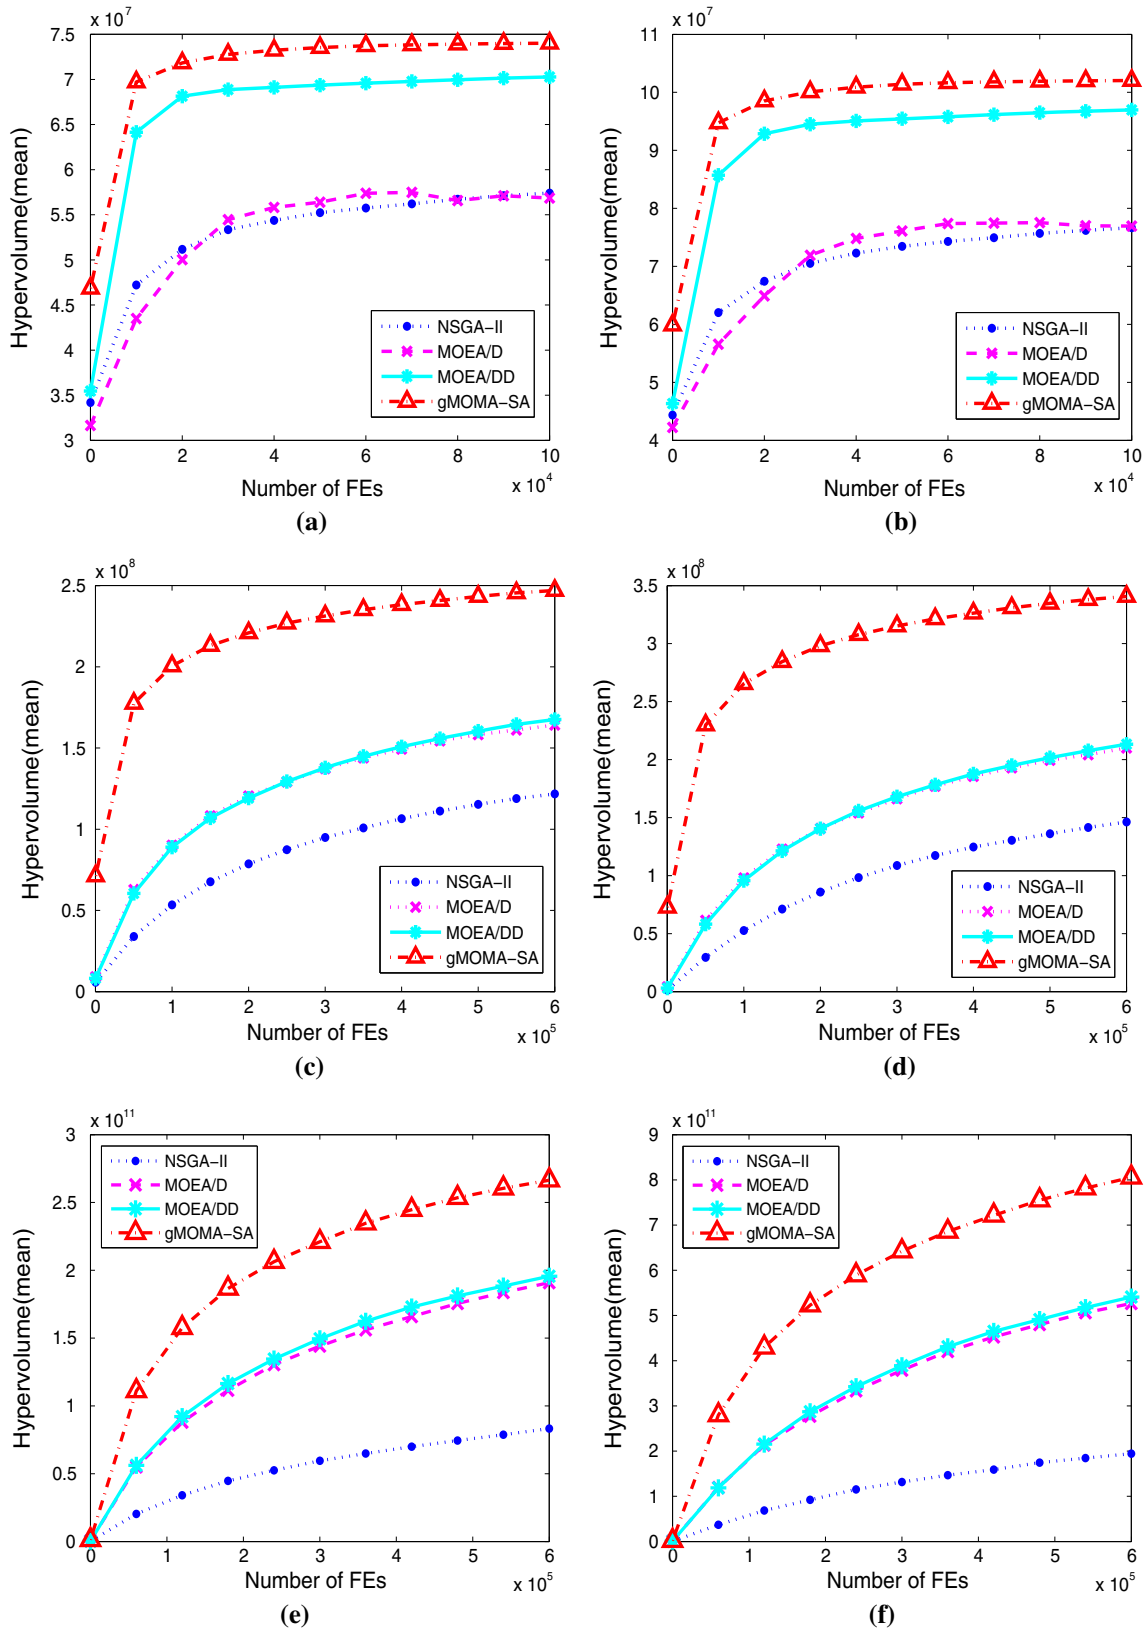 x 10^7
7.5
7
6.5
6
5.5
5
4.5
4
3.5
3
Hypervolume(mean)
NSGA-II
MOEA/D
MOEA/DD
gMOMA-SA
0 2 4 6 8 10
Number of FEs
x 10^4
(a)
x 10^7
11
10
9
8
7
6
5
4
Hypervolume(mean)
NSGA-II
MOEA/D
MOEA/DD
gMOMA-SA
0 2 4 6 8 10
Number of FEs
x 10^4
(b)
x 10^8
2.5
2
1.5
1
0.5
0
Hypervolume(mean)
NSGA-II
MOEA/D
MOEA/DD
gMOMA-SA
0 1 2 3 4 5 6
Number of FEs
x 10^5
(c)
x 10^8
3.5
3
2.5
2
1.5
1
0.5
0
Hypervolume(mean)
NSGA-II
MOEA/D
MOEA/DD
gMOMA-SA
0 1 2 3 4 5 6
Number of FEs
x 10^5
(d)
x 10^11
3
2.5
2
1.5
1
0.5
0
Hypervolume(mean)
NSGA-II
MOEA/D
MOEA/DD
gMOMA-SA
0 1 2 3 4 5 6
Number of FEs
x 10^5
(e)
x 10^11
9
8
7
6
5
4
3
2
1
0
Hypervolume(mean)
NSGA-II
MOEA/D
MOEA/DD
gMOMA-SA
0 1 2 3 4 5 6
Number of FEs
x 10^5
(f)